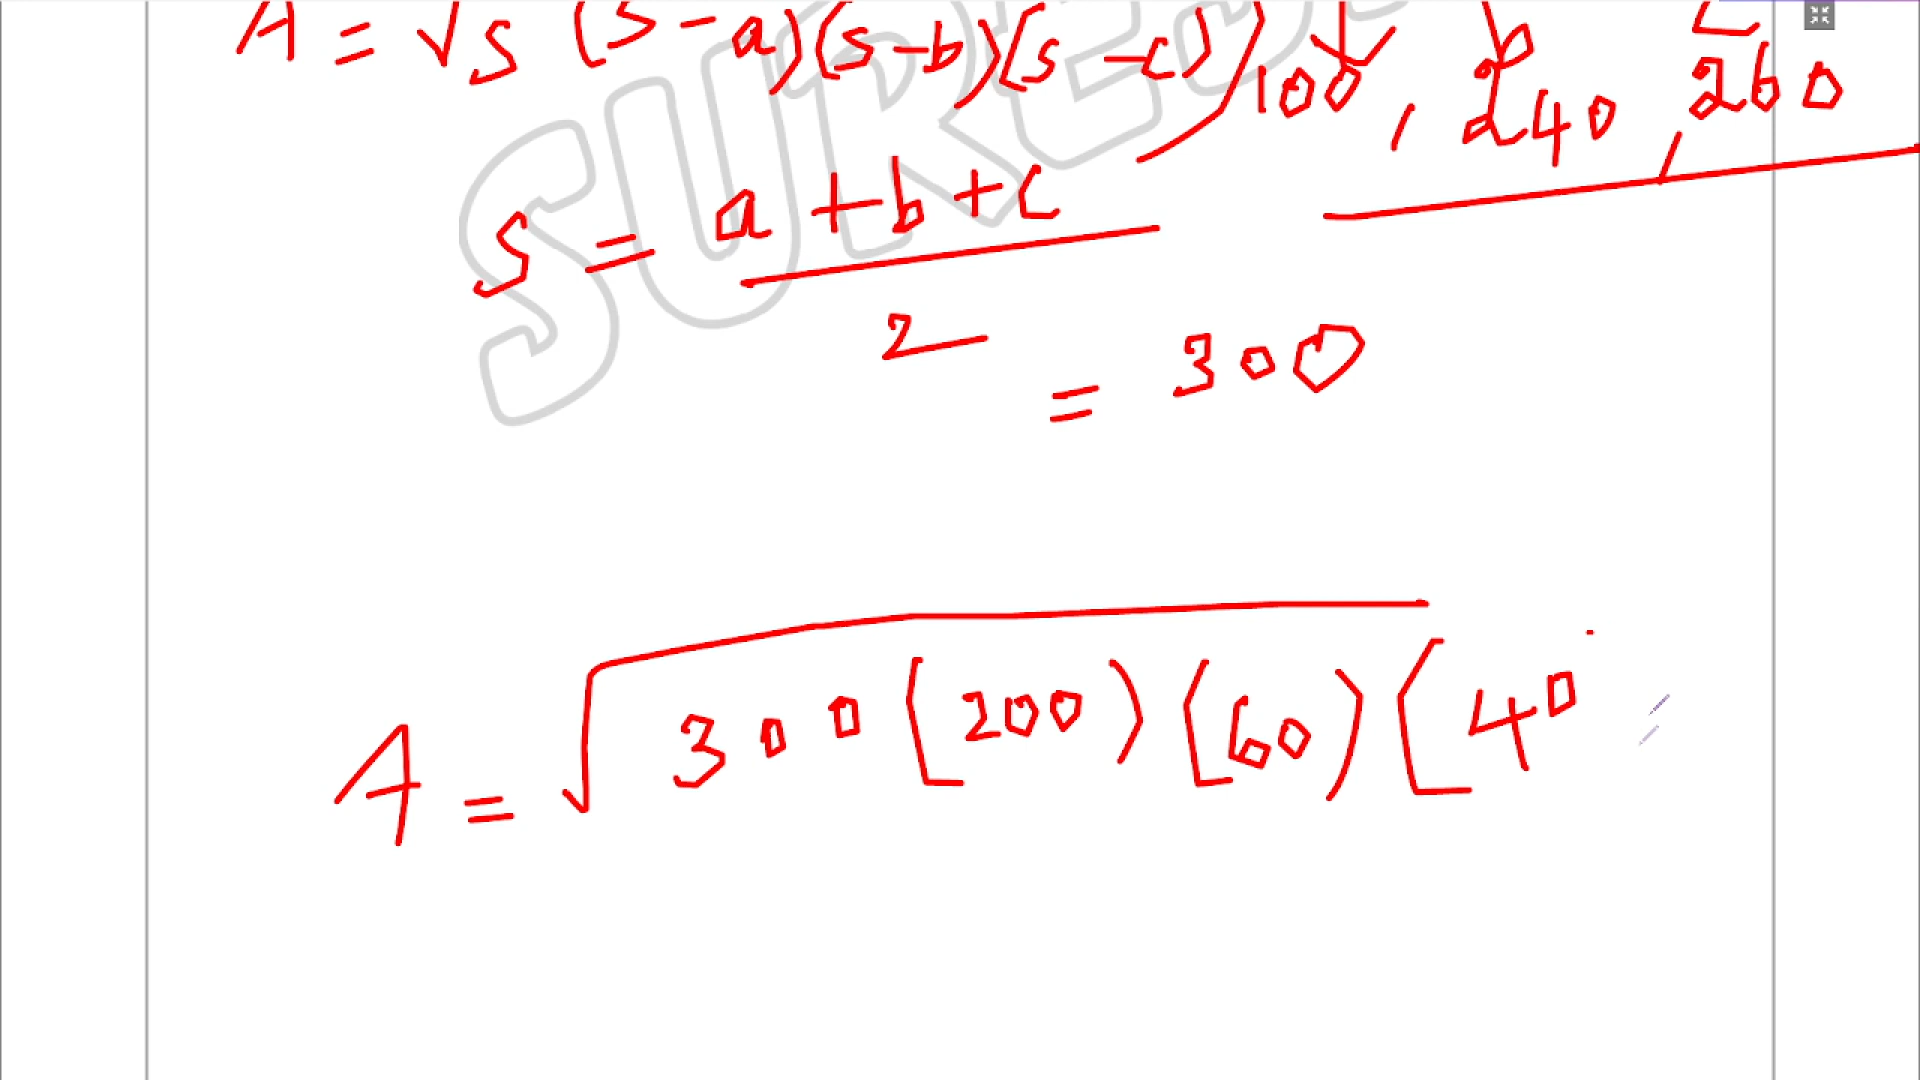 A = √s (s-a)(s-b)(s-c) 100, 240, 260
s = a+b+c
2
= 300
A = √300(200)(60)(40